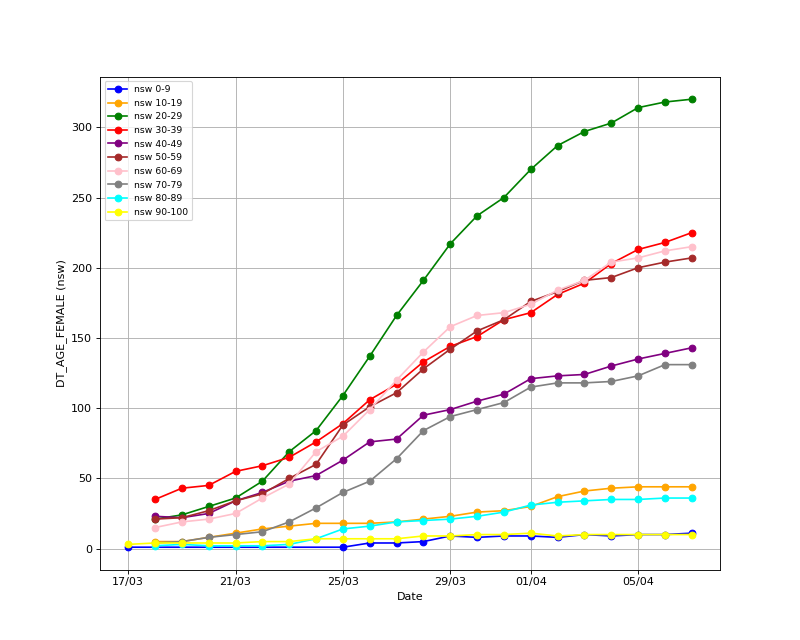 nsw 0-9
nsw 10-19
nsw 20-29
nsw 30-39
nsw 40-49
nsw 50-59
nsw 60-69
nsw 70-79
nsw 80-89
nsw 90-100
300
250
200
150
100
50
0
DT_AGE_FEMALE (nsw)
17/03 21/03 25/03 29/03 01/04 05/04
Date